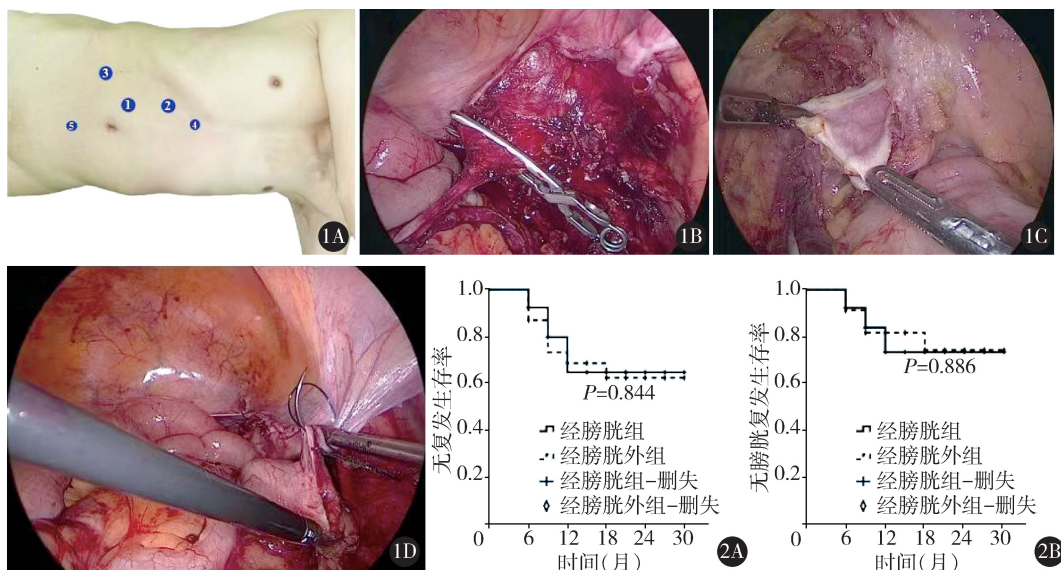 3
1
2
5
4
1A
1B
1C
1D
无复发生存率
1.0
0.8
0.6
0.4
0.2
0
6
12
18
24
30
P=0.844
经膀胱组
经膀胱外组
经膀胱组-删失
经膀胱外组-删失
时间(月)
2A
无膀胱复发生存率
1.0
0.8
0.6
0.4
0.2
0
6
12
18
24
30
P=0.886
经膀胱组
经膀胱外组
经膀胱组-删失
经膀胱外组-删失
时间(月)
2B